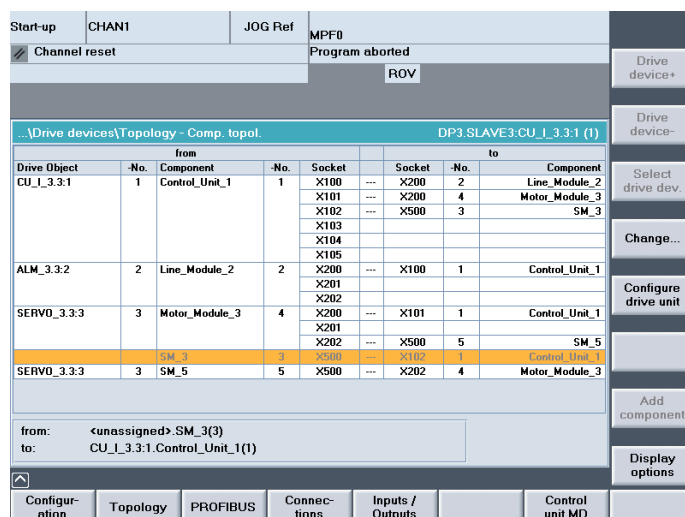 Start-up CHAN1 JOG Ref MPF0
Channel reset Program aborted
ROV
...\Drive devices\Topology - Comp. topol. DP3.SLAVE3:CU_I_3.3:1 (1)
from to
Drive Object -No. Component -No. Socket Socket -No. Component
CU_I_3.3:1 1 Control_Unit_1 1 X100 --- X200 2 Line_Module_2
X101 --- X200 4 Motor_Module_3
X102 --- X500 3 SM_3
X103
X104
X105
ALM_3.3:2 2 Line_Module_2 2 X200 --- X100 1 Control_Unit_1
X201
X202
SERVO_3.3:3 3 Motor_Module_3 4 X200 --- X101 1 Control_Unit_1
X201
X202 --- X500 5 SM_5
SM_3 3 X500 --- X102 1 Control_Unit_1
SERVO_3.3:3 3 SM_5 5 X500 --- X202 4 Motor_Module_3
from: <unassigned>.SM_3(3)
to: CU_I_3.3:1.Control_Unit_1(1)
Drive
device+
Drive
device-
Select
drive dev.
Change...
Configure
drive unit
Add
component
Display
options
Configur-
ation
Topology
PROFIBUS
Connec-
tions
Inputs /
Outputs
Control
unit MD